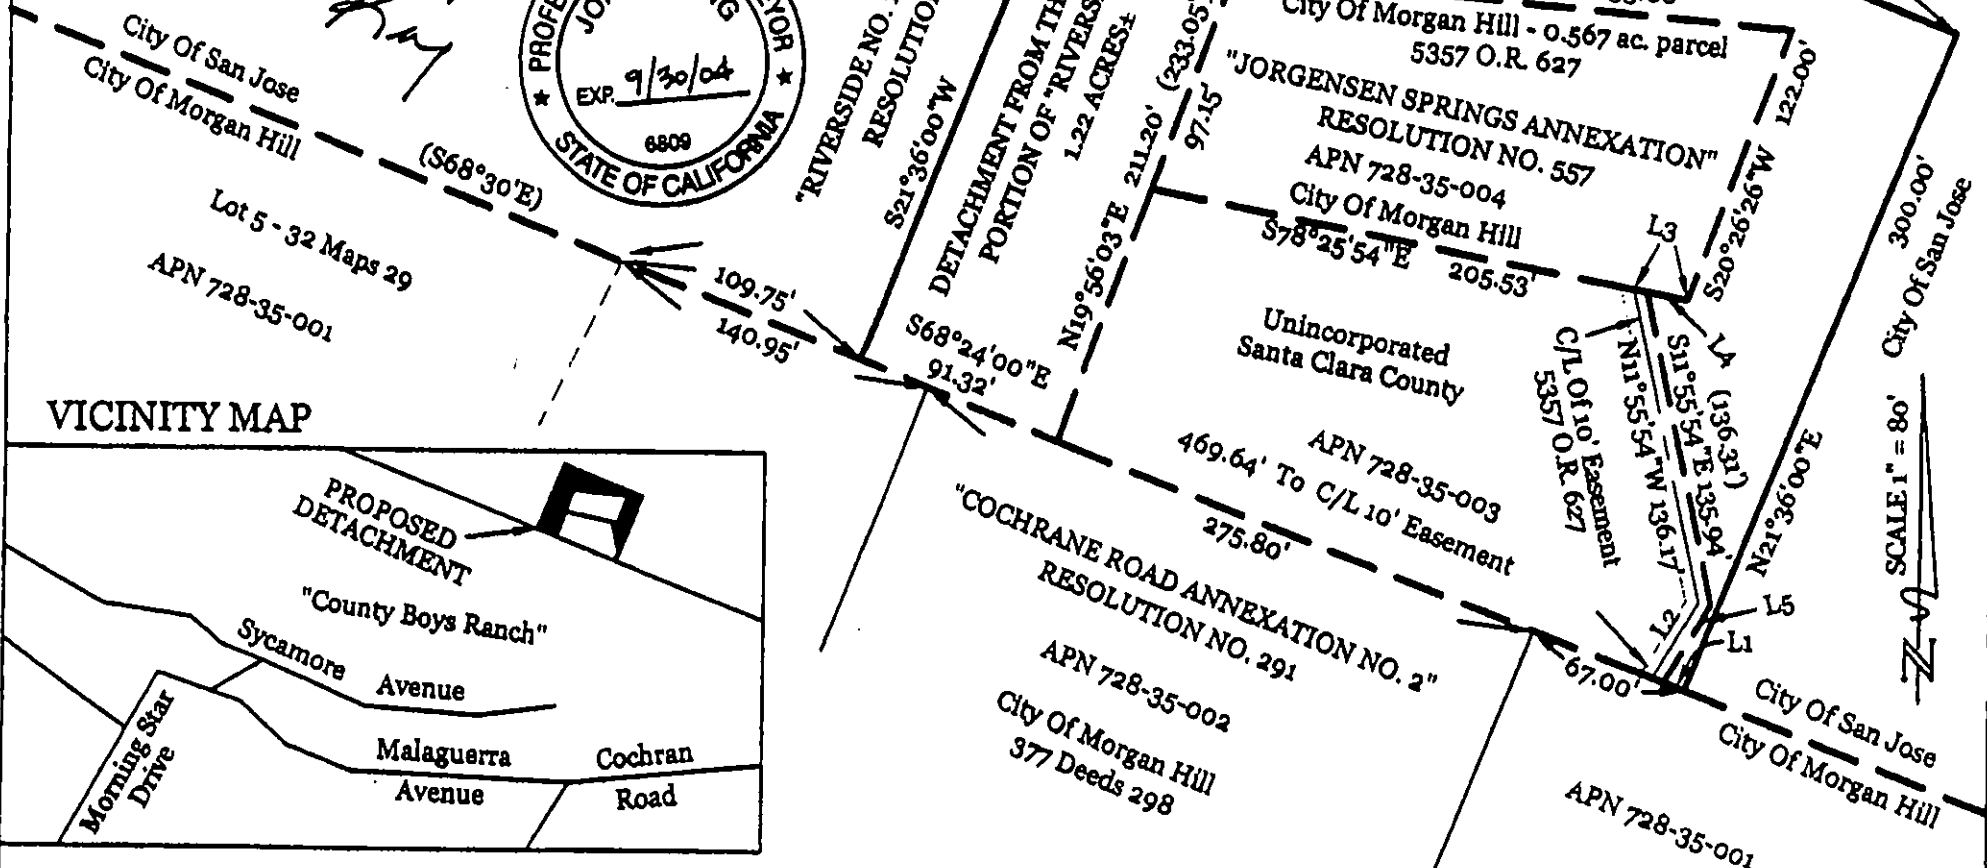 City Of San Jose
City Of Morgan Hill
(S68°30'E)
Lot 5 - 32 Maps 29
APN 728-35-001
EXP. 9/30/04
6809
STATE OF CALIFORNIA
"RIVERSIDE NO.
RESOLUTION
S21°36'00"W
DETACHMENT FROM
PORTION OF
1.22 ACRES±
109.75'
140.95'
S68°24'00"E
91.32'
N19°56'03"E 211.20' (233.05'
97.15'
City Of Morgan Hill - 0.567 ac. parcel
5357 O.R. 627
"JORGENSEN SPRINGS ANNEXATION"
RESOLUTION NO. 557
APN 728-35-004
City Of Morgan Hill
S78°25'54"E 205.53'
122.00'
S20°26'26"W
L3
L4
300.00'
City Of San Jose
N21°36'00"E
SCALE 1" = 80'
N
Unincorporated
Santa Clara County
APN 728-35-003
469.64' To C/L 10' Easement
275.80'
C/L Of 10' Easement
5357 O.R. 627
N11°55'54"W 136.17'
S11°55'54"E 135.94'
(136.31')
L2
L5
L1
67.00'
City Of San Jose
City Of Morgan Hill
APN 728-35-001
"COCHRANE ROAD ANNEXATION NO. 2"
RESOLUTION NO. 291
APN 728-35-002
City Of Morgan Hill
377 Deeds 298
VICINITY MAP
PROPOSED
DETACHMENT
"County Boys Ranch"
Sycamore Avenue
Malaguerra
Avenue
Cochran
Road
Morning Star
Drive